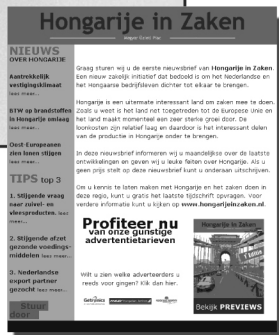 Hongarije in Zaken
NIEUWS
OVER HONGARIJE
Aantrekkelijk
vestigingsklimaat
lees meer...
BTW op brandstoffen
in Hongarije omlaag
lees meer...
Oost-Europeanen
zien lonen stijgen
lees meer...
TIPS top 3
1. Stijgende vraag
naar zuivel- en
vleesproducten. lees
meer...
2. Stijgende afzet
gezonde voedings-
middelen lees meer...
3. Nederlandse
export partner
gezocht lees meer...
Stuur
door
Graag sturen wij u de eerste nieuwsbrief van Hongarije in Zaken.
Een nieuw zakelijk initiatief dat bedoeld is om het Nederlandse en
het Hongaarse bedrijfsleven dichter tot elkaar te brengen.
Hongarije is een uitermate interessant land om zaken mee te doen.
Zoals u weet is het land net toegetreden tot de Europese Unie en
het land maakt momenteel een zeer sterke groei door. De
loonkosten zijn relatief laag en daardoor is het interessant delen
van de productie in Hongarije onder te brengen.
In deze nieuwsbrief informeren wij u maandelijkse over de laatste
ontwikkelingen en geven wij u leuke feiten over Hongarije. Als u
geen prijs stelt op deze nieuwsbrief kunt u onderaan uitschrijven.
Om u kennis te laten maken met Hongarije en het zaken doen in
deze regio, kunt u gratis het laatste tijdschrift opvragen. Voor
verdere informatie kunt u kijken op www.hongarijeinzaken.nl.
Profiteer nu
van onze gunstige
advertentietarieven
Wilt u zien welke adverteerders u
reeds voor gingen? Klik dan hier.
Getronics
Hongarije in Zaken
Bekijk PREVIEWS